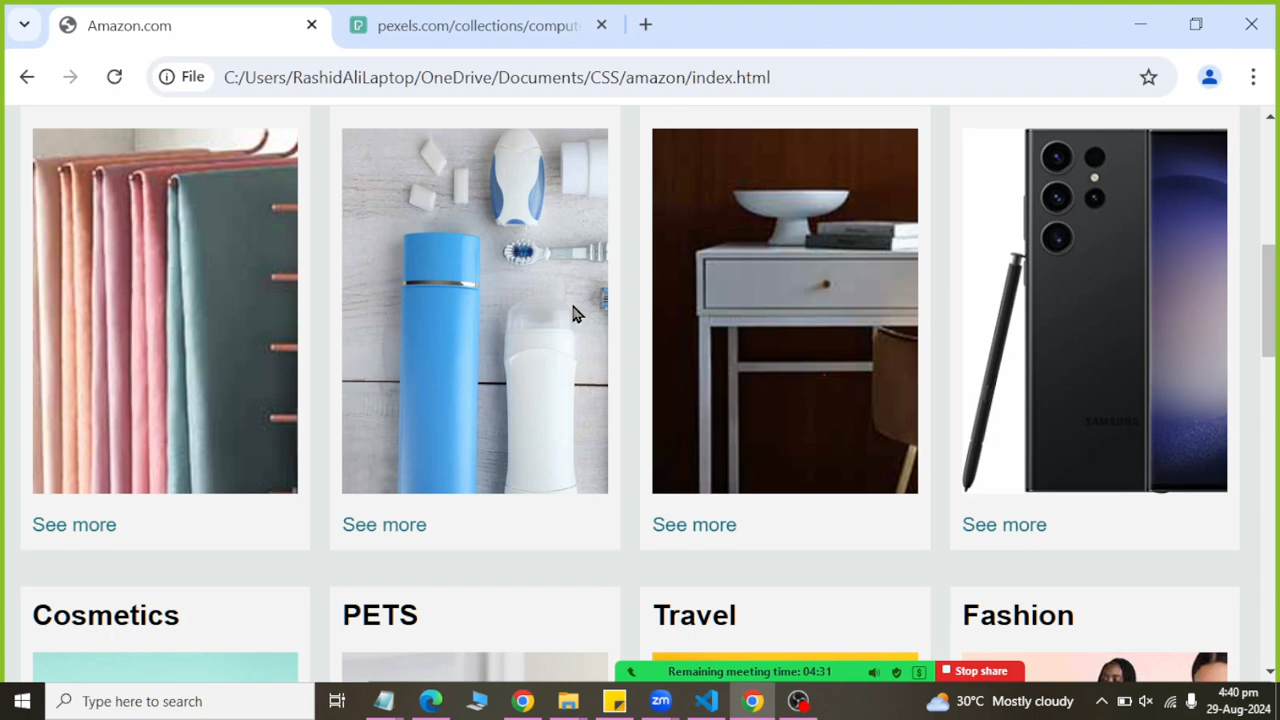 Amazon.com
pexels.com/collections/comput
File
C:/Users/RashidAliLaptop/OneDrive/Documents/CSS/amazon/index.html
SAMSUNG
See more
See more
See more
See more
Cosmetics
PETS
Travel
Fashion
Remaining meeting time: 04:31
Stop share
Type here to search
zm
30°C Mostly cloudy
4:40 pm
29-Aug-2024